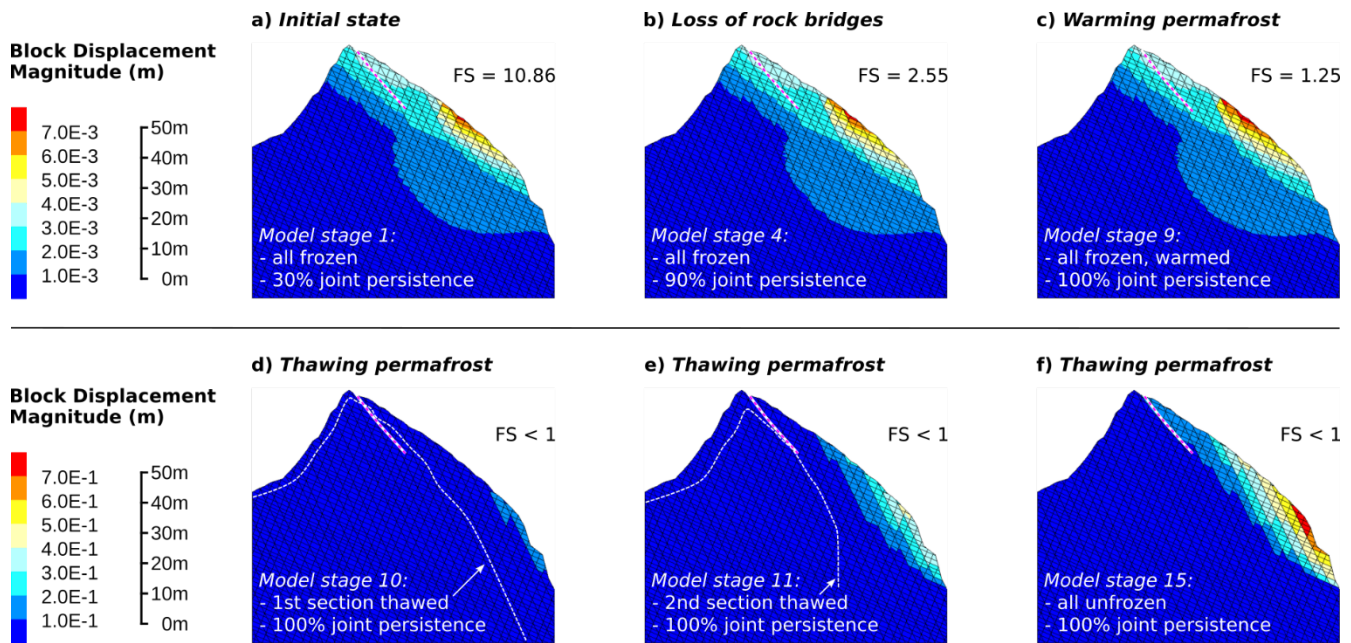 a) Initial state
b) Loss of rock bridges
c) Warming permafrost
Block Displacement
Magnitude (m)
7.0E-3
6.0E-3
5.0E-3
4.0E-3
3.0E-3
2.0E-3
1.0E-3
50m
40m
30m
20m
10m
0m
FS = 10.86
Model stage 1:
- all frozen
- 30% joint persistence
FS = 2.55
Model stage 4:
- all frozen
- 90% joint persistence
FS = 1.25
Model stage 9:
- all frozen, warmed
- 100% joint persistence
d) Thawing permafrost
e) Thawing permafrost
f) Thawing permafrost
Block Displacement
Magnitude (m)
7.0E-1
6.0E-1
5.0E-1
4.0E-1
3.0E-1
2.0E-1
1.0E-1
50m
40m
30m
20m
10m
0m
FS < 1
Model stage 10:
- 1st section thawed
- 100% joint persistence
FS < 1
Model stage 11:
- 2nd section thawed
- 100% joint persistence
FS < 1
Model stage 15:
- all unfrozen
- 100% joint persistence